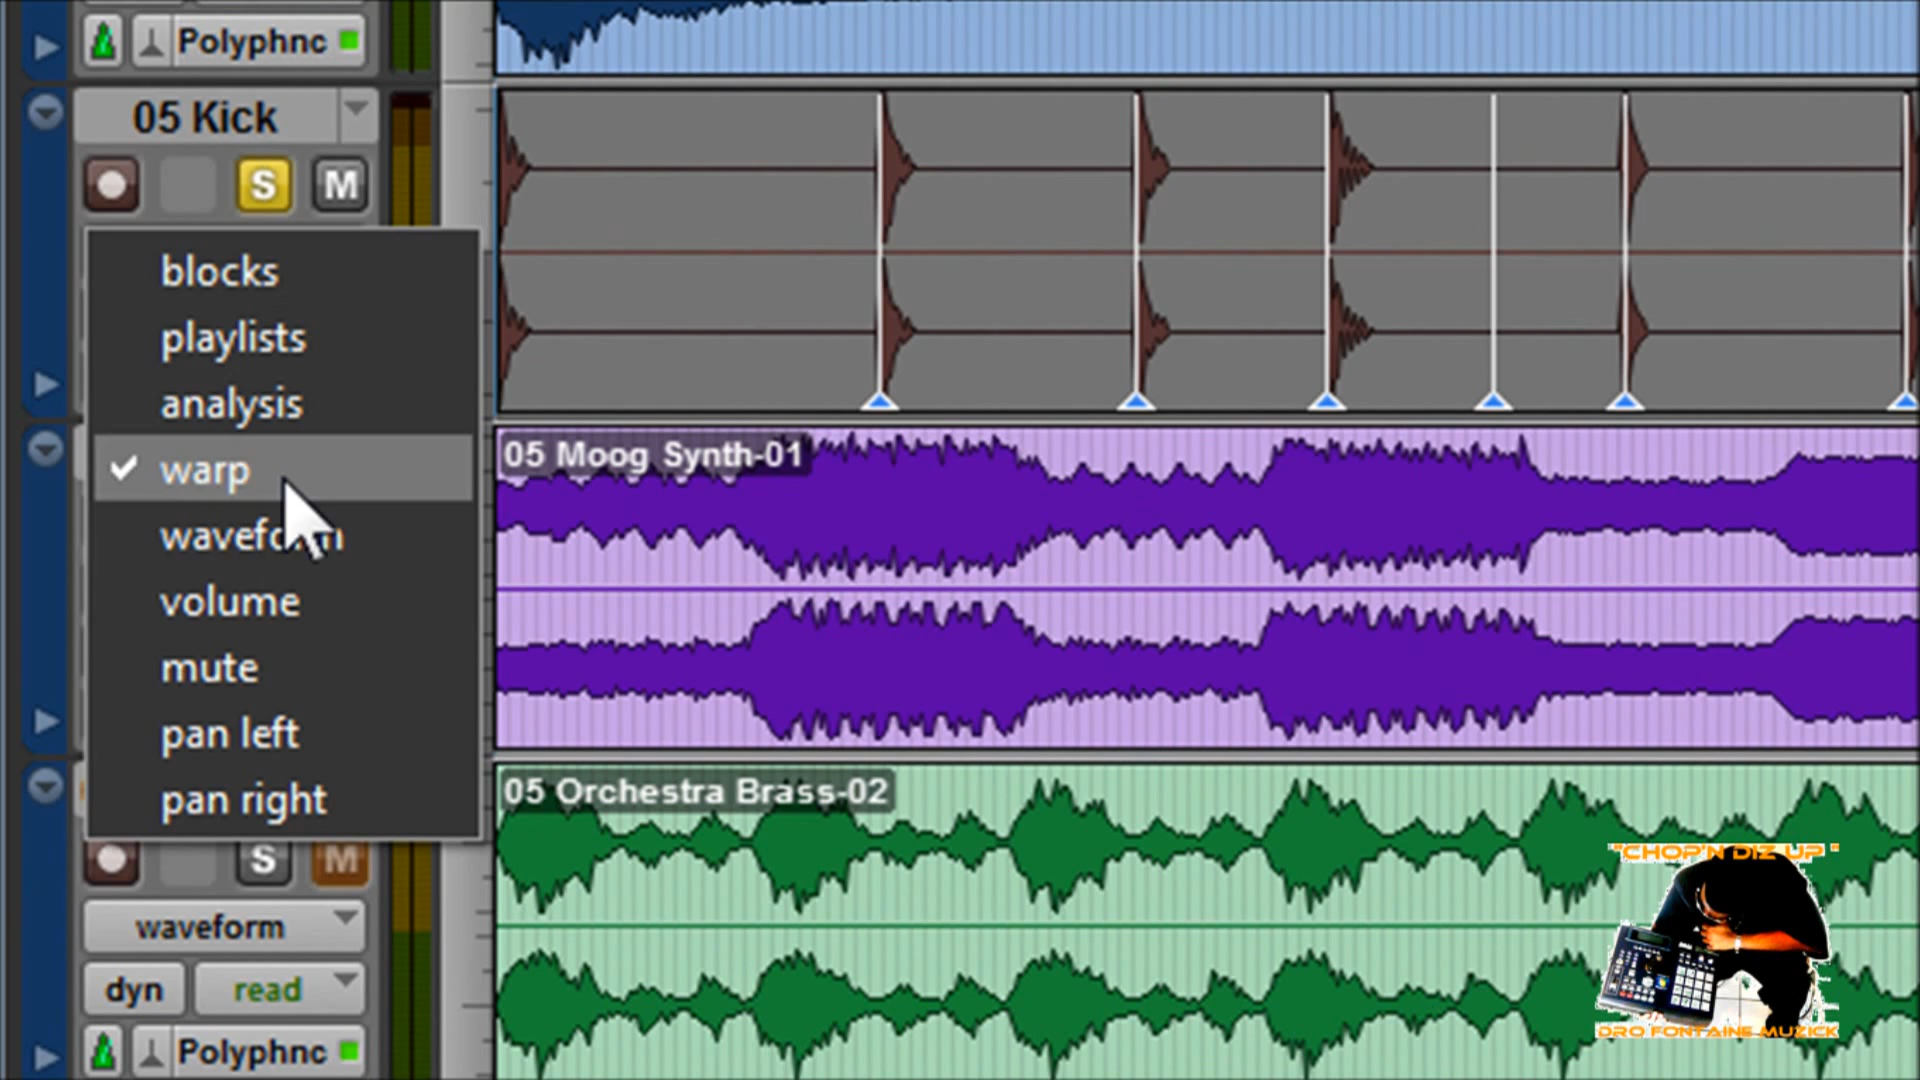 Polyphnc
05 Kick
S M
blocks
playlists
analysis
warp
waveform
volume
mute
pan left
pan right
05 Moog Synth-01
05 Orchestra Brass-02
S M
waveform
dyn read
Polyphnc
"CHOP'N DIZ UP"
DRO FONTAINE MUZICK